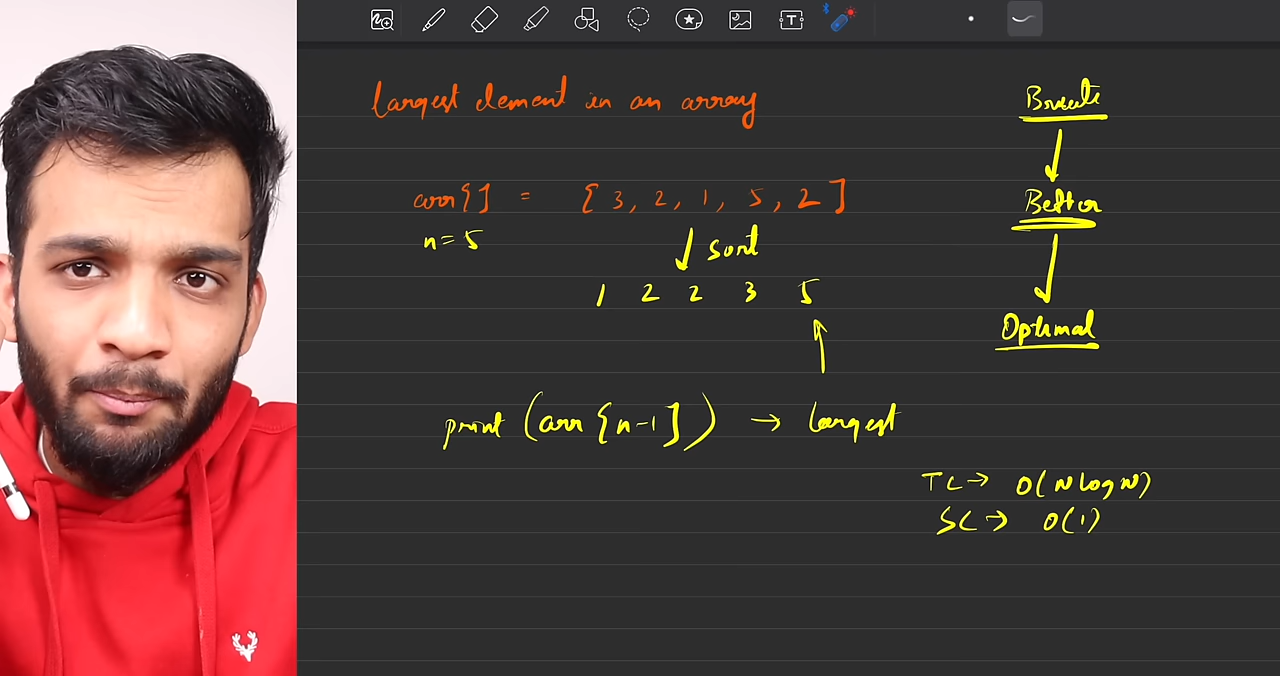 largest element in an array
Brute
arr[] = [3, 2, 1, 5, 2]
Better
n = 5
sort
1 2 2 3 5
Optimal
print (arr[n-1]) → largest
TC → O(N log N)
SC → O(1)